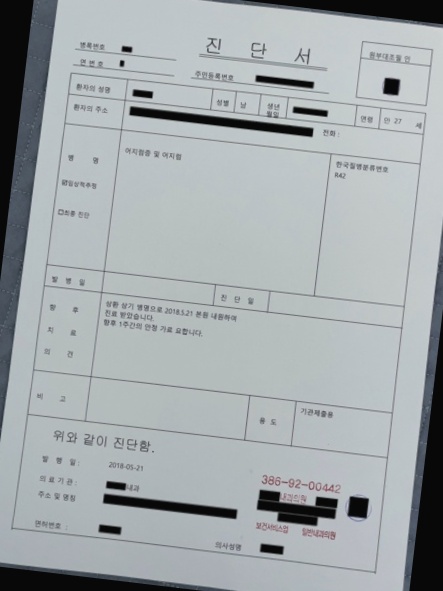 진 단 서
병록번호
연 번 호
주민등록번호
원부대조필 인
환자의 성명
성별 남
생년월일
연령 만 27 세
환자의 주소
전화 :
병 명
☑임상적추정
☐최종 진단
어지럼증 및 어지럼
한국질병분류번호
R42
발 병 일
진 단 일
향 후 치 료 의 견
상환 상기 병명으로 2018.5.21 본원 내원하여
진료 받았습니다.
향후 1주간의 안정 가료 요합니다.
비 고
용 도
기관제출용
위와 같이 진단함.
발 행 일 :
2018-05-21
의 료 기 관 :
내과
주소 및 명칭
면허번호 :
의사성명
386-92-00442
내과의원
보건서비스업 일반내과의원